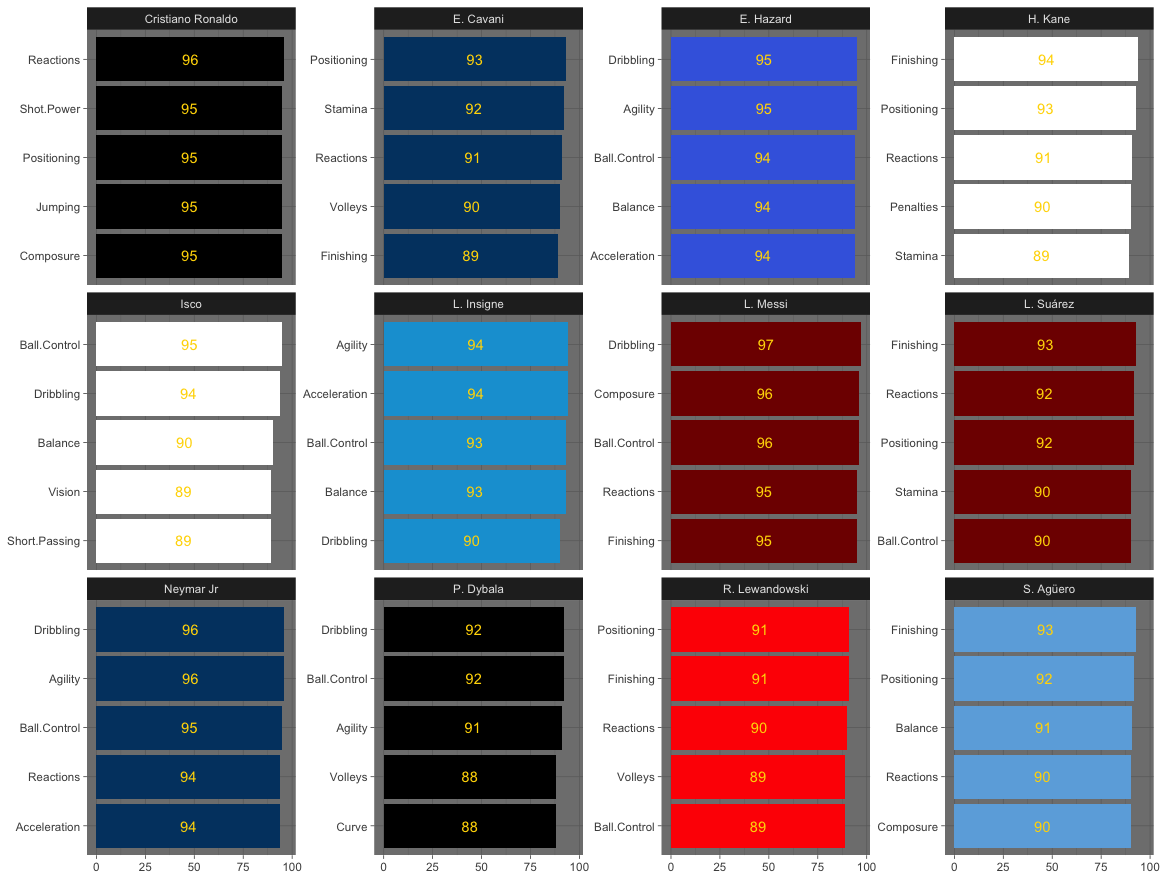 Cristiano Ronaldo
Reactions 96
Shot.Power 95
Positioning 95
Jumping 95
Composure 95
E. Cavani
Positioning 93
Stamina 92
Reactions 91
Volleys 90
Finishing 89
E. Hazard
Dribbling 95
Agility 95
Ball.Control 94
Balance 94
Acceleration 94
H. Kane
Finishing 94
Positioning 93
Reactions 91
Penalties 90
Stamina 89
Isco
Ball.Control 95
Dribbling 94
Balance 90
Vision 89
Short.Passing 89
L. Insigne
Agility 94
Acceleration 94
Ball.Control 93
Balance 93
Dribbling 90
L. Messi
Dribbling 97
Composure 96
Ball.Control 96
Reactions 95
Finishing 95
L. Suárez
Finishing 93
Reactions 92
Positioning 92
Stamina 90
Ball.Control 90
Neymar Jr
Dribbling 96
Agility 96
Ball.Control 95
Reactions 94
Acceleration 94
0 25 50 75 100
P. Dybala
Dribbling 92
Ball.Control 92
Agility 91
Volleys 88
Curve 88
0 25 50 75 100
R. Lewandowski
Positioning 91
Finishing 91
Reactions 90
Volleys 89
Ball.Control 89
0 25 50 75 100
S. Agüero
Finishing 93
Positioning 92
Balance 91
Reactions 90
Composure 90
0 25 50 75 100